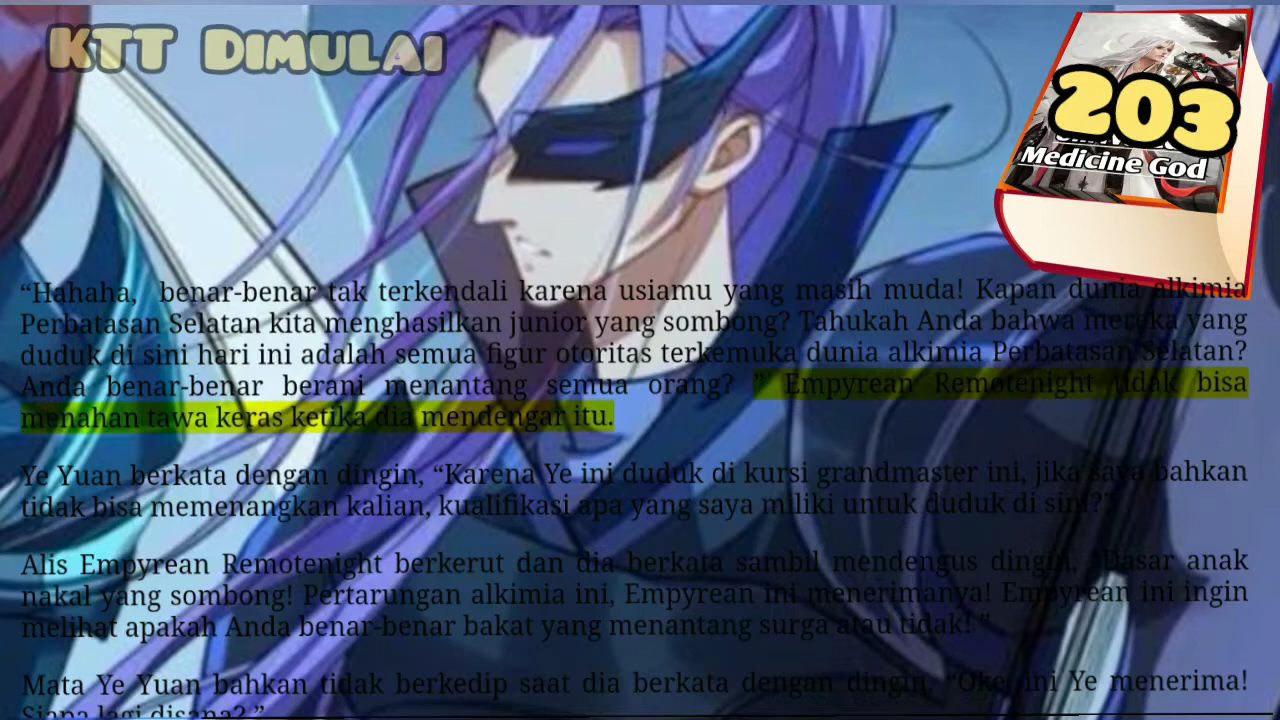 KTT DIMULAI
203
Medicine God
“Hahaha, benar-benar tak terkendali karena usiamu yang masih muda! Kapan dunia alkimia
Perbatasan Selatan kita menghasilkan junior yang sombong? Tahukah Anda bahwa mereka yang
duduk di sini hari ini adalah semua figur otoritas terkemuka dunia alkimia Perbatasan Selatan?
Anda benar-benar berani menantang semua orang? ” Empyrean Remotenight tidak bisa
menahan tawa keras ketika dia mendengar itu.
Ye Yuan berkata dengan dingin, “Karena Ye ini duduk di kursi grandmaster ini, jika saya bahkan
tidak bisa memenangkan kalian, kualifikasi apa yang saya miliki untuk duduk di sini?”
Alis Empyrean Remotenight berkerut dan dia berkata sambil mendengus dingin, “Dasar anak
nakal yang sombong! Pertarungan alkimia ini, Empyrean ini menerimanya! Empyrean ini ingin
melihat apakah Anda benar-benar bakat yang menantang surga atau tidak! ”
Mata Ye Yuan bahkan tidak berkedip saat dia berkata dengan dingin, “Oke, ini Ye menerima!
Siapa lagi disana? ”